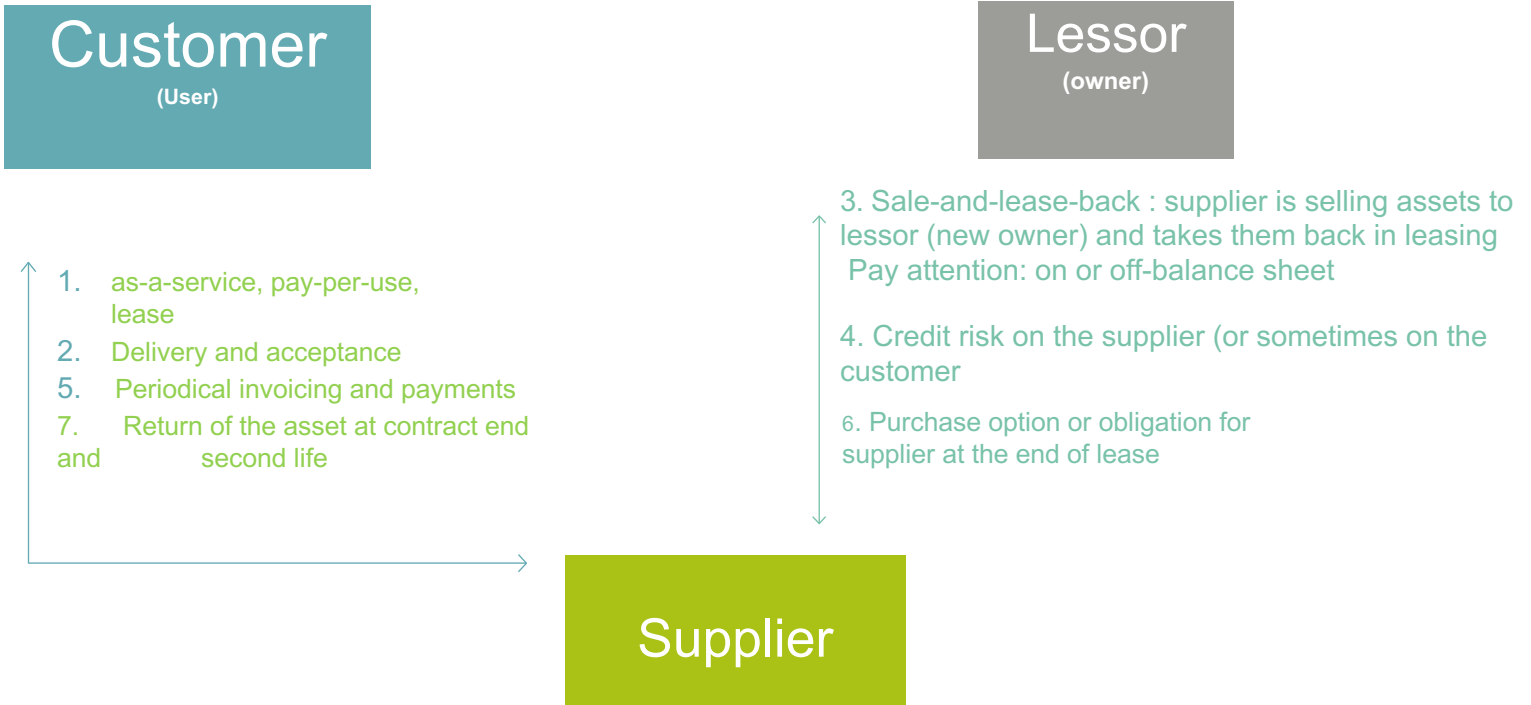 Customer
(User)
Lessor
(owner)
1. as-a-service, pay-per-use,
lease
2. Delivery and acceptance
5. Periodical invoicing and payments
7. Return of the asset at contract end
and second life
3. Sale-and-lease-back : supplier is selling assets to
lessor (new owner) and takes them back in leasing
Pay attention: on or off-balance sheet
4. Credit risk on the supplier (or sometimes on the
customer
6. Purchase option or obligation for
supplier at the end of lease
Supplier